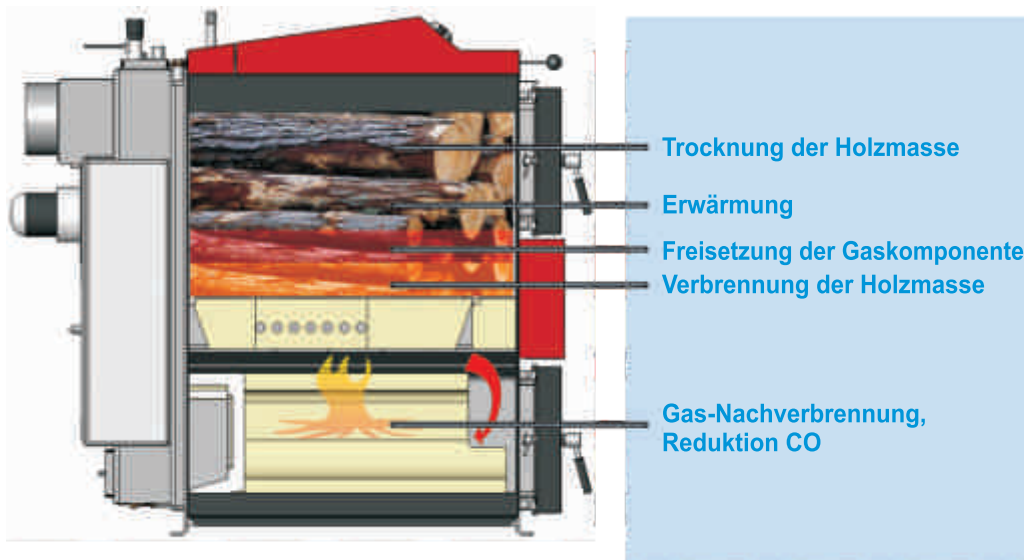 Trocknung der Holzmasse
Erwärmung
Freisetzung der Gaskomponente
Verbrennung der Holzmasse
Gas-Nachverbrennung,
Reduktion CO